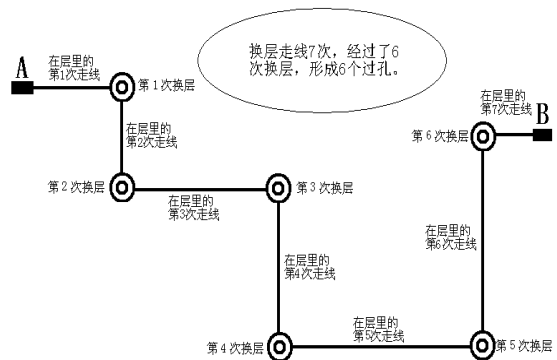 换层走线7次，经过了6
次换层，形成6个过孔。
A
在层里的
第1次走线
第1次换层
在层里的
第2次走线
第2次换层
在层里的
第3次走线
第3次换层
在层里的
第4次走线
第4次换层
在层里的
第5次走线
第5次换层
在层里的
第6次走线
第6次换层
在层里的
第7次走线
B